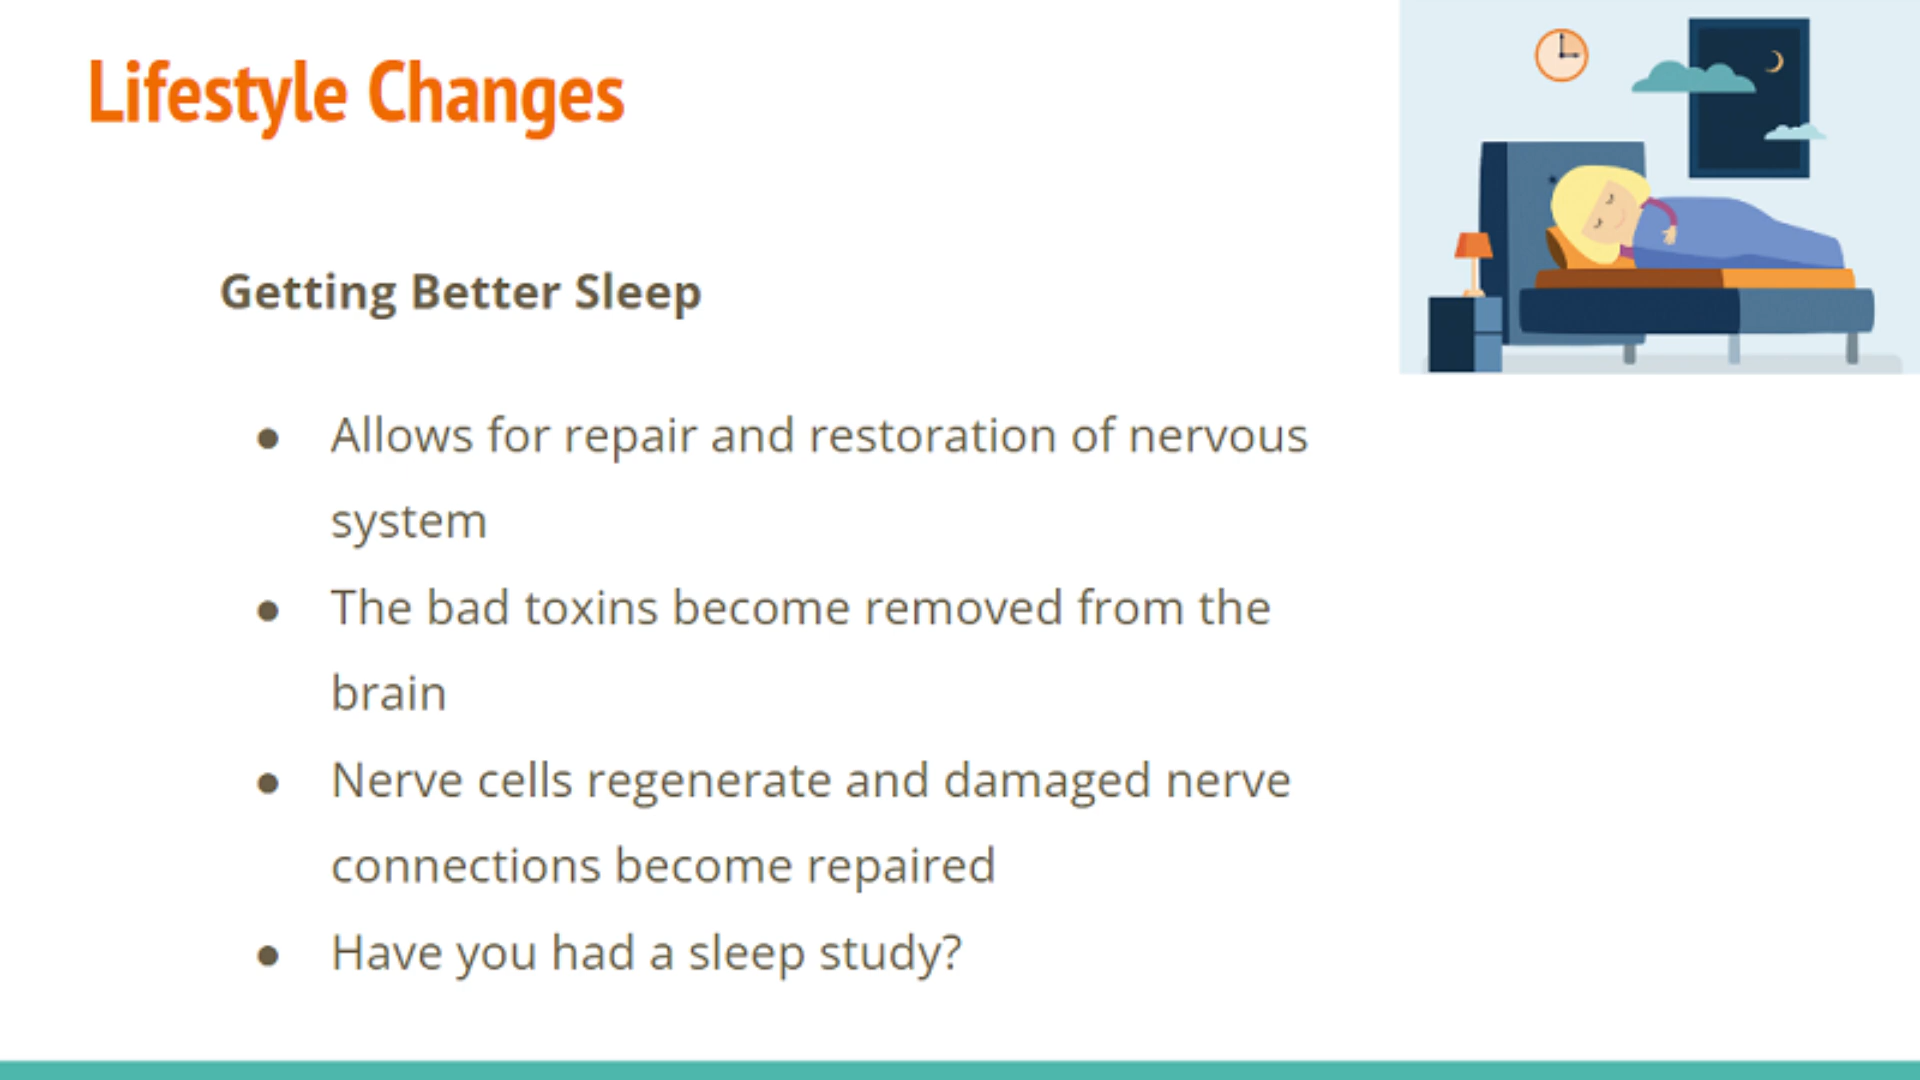 Lifestyle Changes
Getting Better Sleep
● Allows for repair and restoration of nervous
system
● The bad toxins become removed from the
brain
● Nerve cells regenerate and damaged nerve
connections become repaired
● Have you had a sleep study?